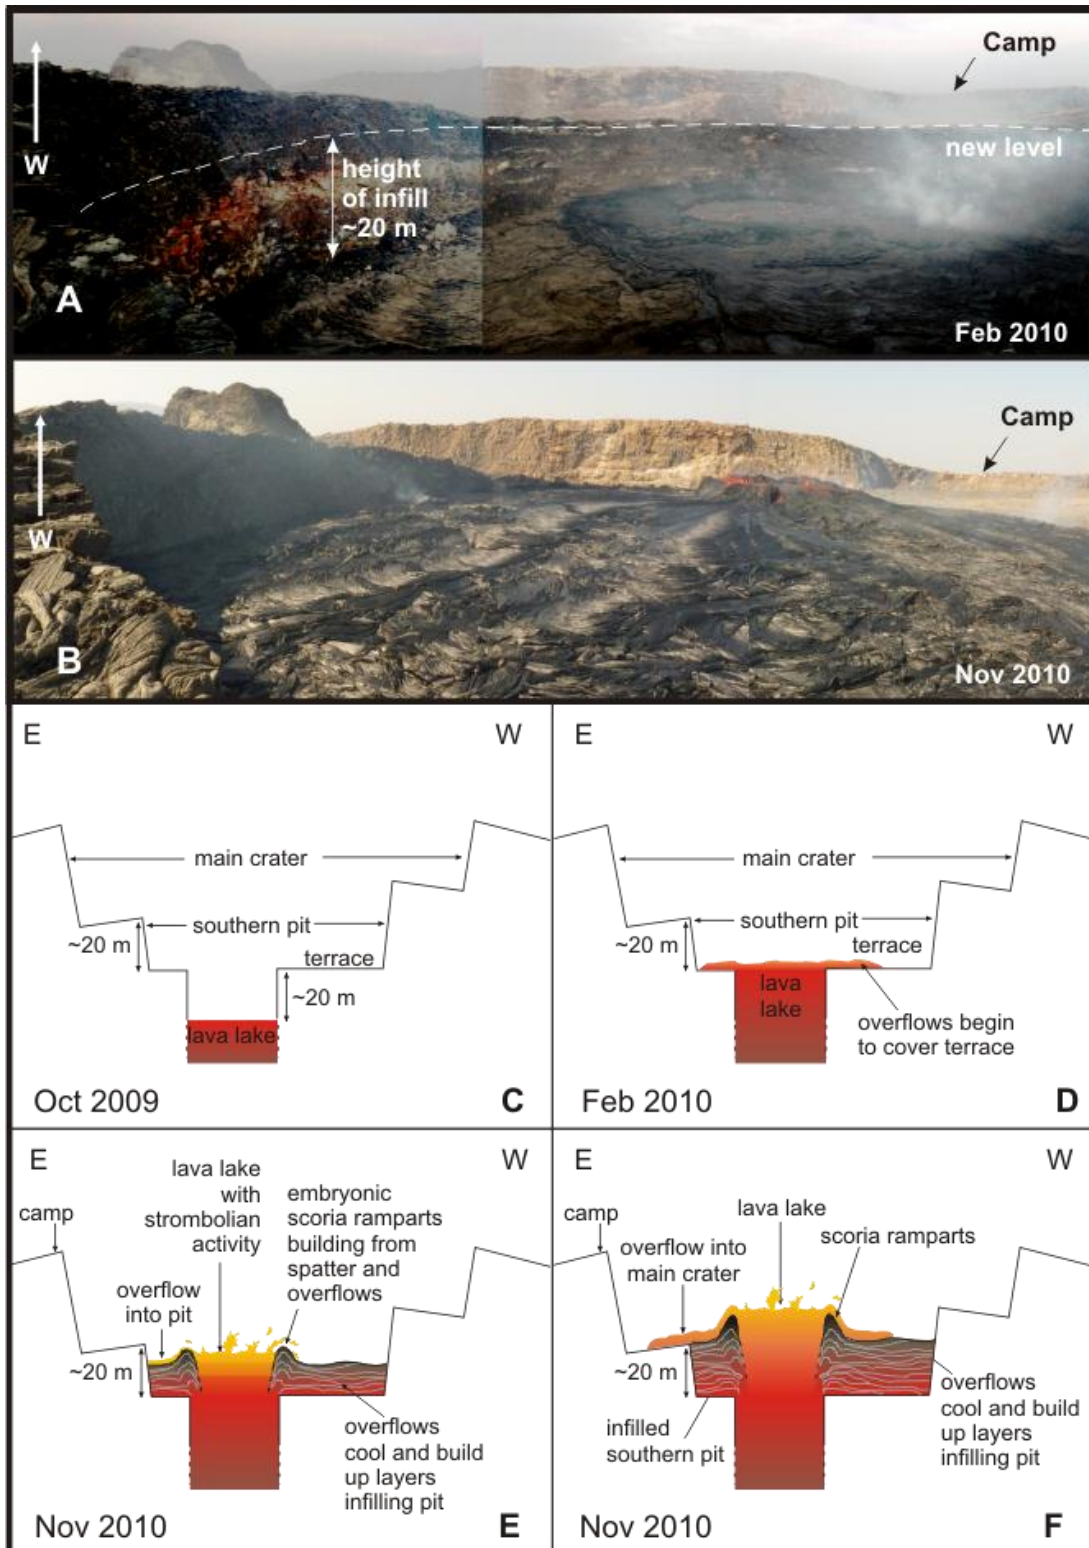 Camp
W
height
of infill
~20 m
new level
A
Feb 2010
Camp
W
B
Nov 2010
E
W
main crater
southern pit
~20 m
terrace
~20 m
lava lake
Oct 2009
C
E
W
main crater
southern pit
~20 m
terrace
lava
lake
overflows begin
to cover terrace
Feb 2010
D
E
W
lava lake
with
strombolian
activity
embryonic
scoria ramparts
building from
spatter and
overflows
camp
overflow
into pit
~20 m
overflows
cool and build
up layers
infilling pit
Nov 2010
E
E
W
lava lake
camp
scoria ramparts
overflow into
main crater
~20 m
infilled
southern pit
overflows
cool and build
up layers
infilling pit
Nov 2010
F